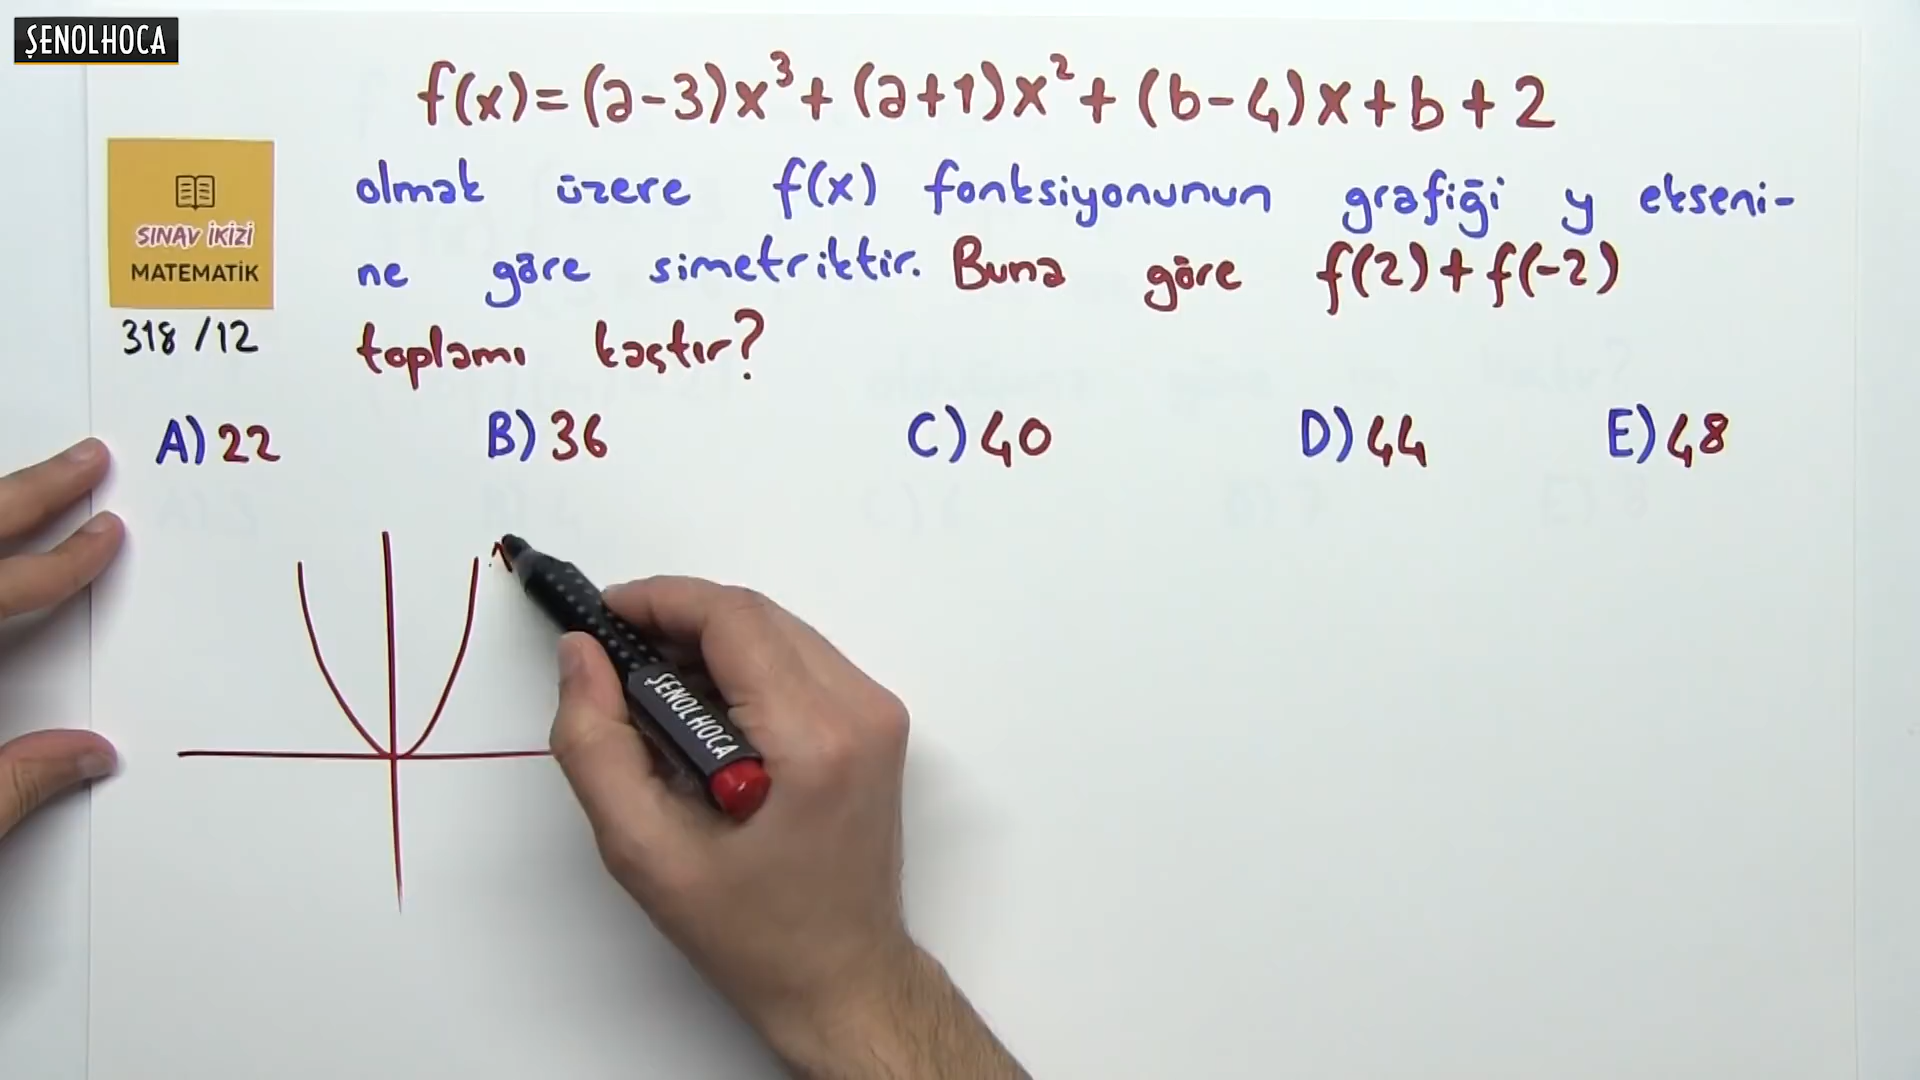 ŞENOLHOCA
f(x)=(a-3)x³+(a+1)x²+(b-4)x+b+2
olmak üzere f(x) fonksiyonunun grafiği y ekseni-
SINAV İKİZİ
MATEMATİK
ne göre simetriktir. Buna göre f(2)+f(-2)
318/12
toplamı kaçtır?
A)22 B)36 C)40 D)44 E)48
ŞENOLHOCA